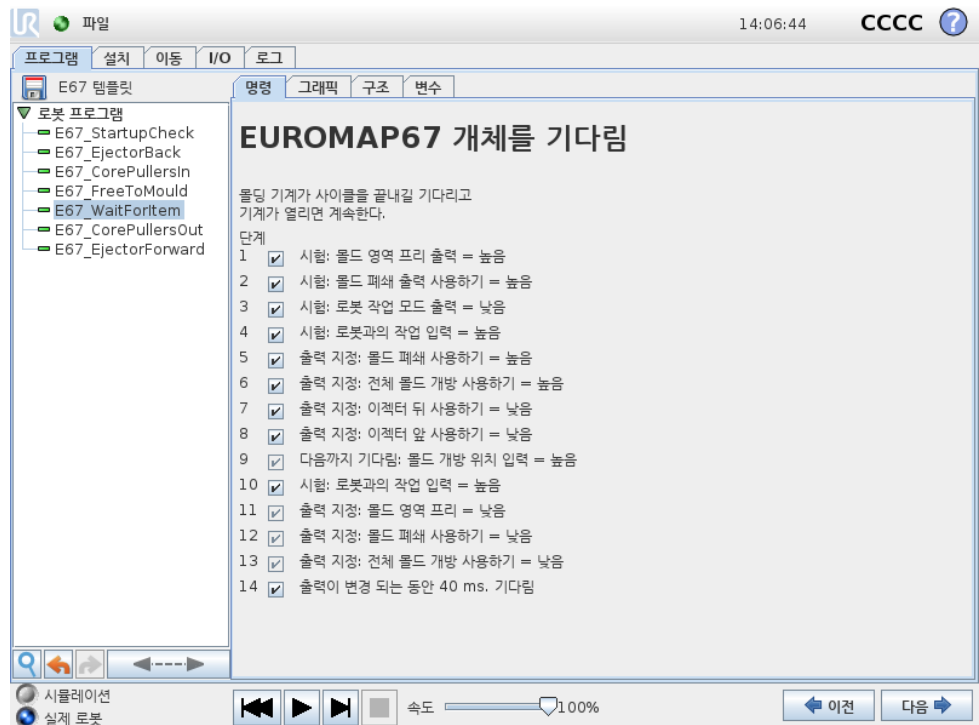 UR 파일 14:06:44 CCCC ?
프로그램 설치 이동 I/O 로그
E67 템플릿
명령 그래픽 구조 변수
로봇 프로그램
E67_StartupCheck
E67_EjectorBack
E67_CorePullersIn
E67_FreeToMould
E67_WaitForItem
E67_CorePullersOut
E67_EjectorForward
EUROMAP67 개체를 기다림
몰딩 기계가 사이클을 끝내길 기다리고
기계가 열리면 계속한다.
단계
1 시험: 몰드 영역 프리 출력 = 높음
2 시험: 몰드 폐쇄 출력 사용하기 = 높음
3 시험: 로봇 작업 모드 출력 = 낮음
4 시험: 로봇과의 작업 입력 = 높음
5 출력 지정: 몰드 폐쇄 사용하기 = 높음
6 출력 지정: 전체 몰드 개방 사용하기 = 높음
7 출력 지정: 이젝터 뒤 사용하기 = 낮음
8 출력 지정: 이젝터 앞 사용하기 = 낮음
9 다음까지 기다림: 몰드 개방 위치 입력 = 높음
10 시험: 로봇과의 작업 입력 = 높음
11 출력 지정: 몰드 영역 프리 = 낮음
12 출력 지정: 몰드 폐쇄 사용하기 = 낮음
13 출력 지정: 전체 몰드 개방 사용하기 = 낮음
14 출력이 변경 되는 동안 40 ms. 기다림
시뮬레이션
실제 로봇
속도 100%
이전 다음